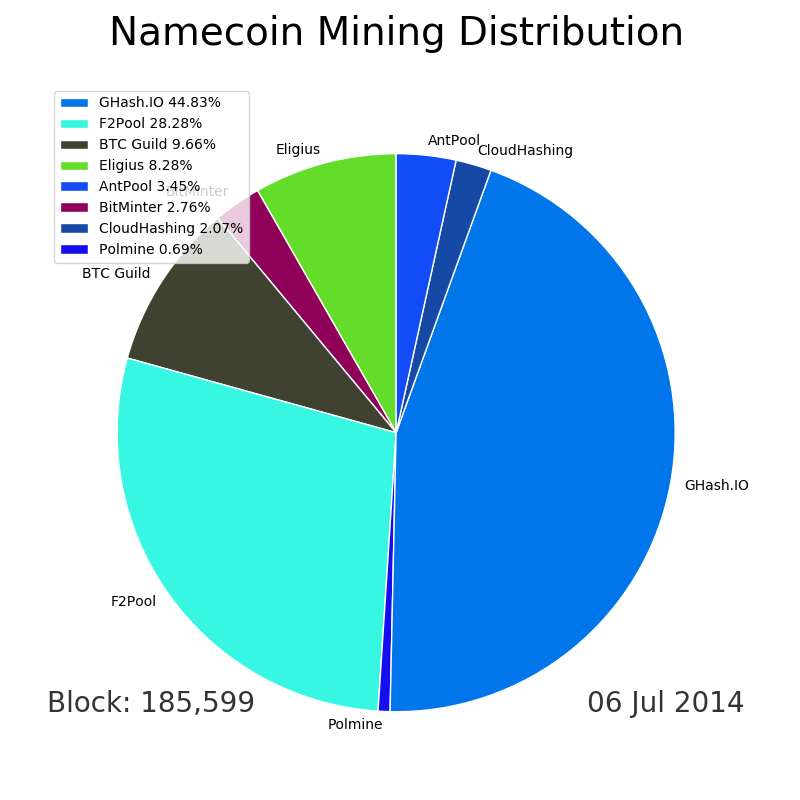 Namecoin Mining Distribution
GHash.IO 44.83%
F2Pool 28.28%
BTC Guild 9.66%
Eligius 8.28%
AntPool 3.45%
BitMinter 2.76%
CloudHashing 2.07%
Polmine 0.69%
Eligius
AntPool
CloudHashing
BitMinter
BTC Guild
GHash.IO
F2Pool
Polmine
Block: 185,599
06 Jul 2014